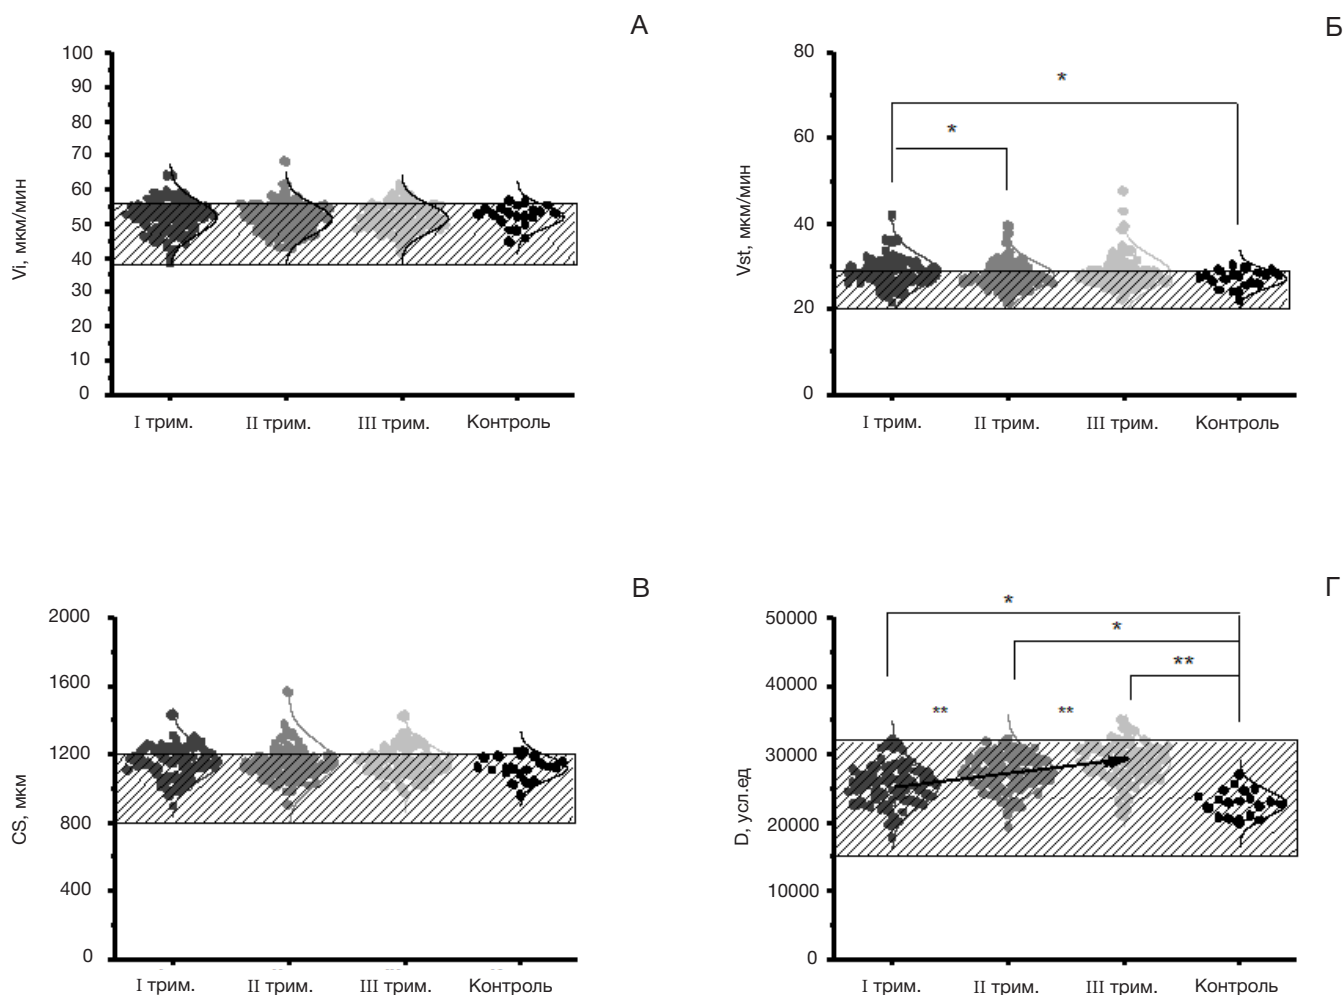 А
100
90
80
70
60
50
40
30
20
10
0
Vi, мкм/мин
I трим.
II трим.
III трим.
Контроль
Б
80
60
40
20
0
Vst, мкм/мин
*
*
I трим.
II трим.
III трим.
Контроль
В
2000
1600
1200
800
400
0
CS, мкм
I трим.
II трим.
III трим.
Контроль
Г
50000
40000
30000
20000
10000
0
D, усл.ед
*
*
**
**
**
I трим.
II трим.
III трим.
Контроль